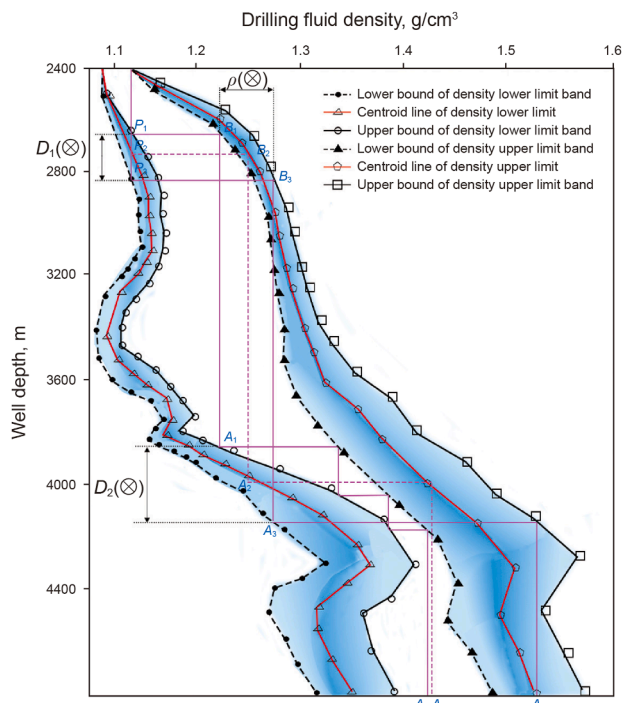 Drilling fluid density, g/cm³
1.1 1.2 1.3 1.4 1.5 1.6
2400
2800
3200
3600
4000
4400
Well depth, m
ρ(⊗)
Lower bound of density lower limit band
Centroid line of density lower limit
Upper bound of density lower limit band
Lower bound of density upper limit band
Centroid line of density upper limit
Upper bound of density upper limit band
D₁(⊗)
P₁
P₂
B₁
B₂
B₃
D₂(⊗)
A₁
A₂
A₃